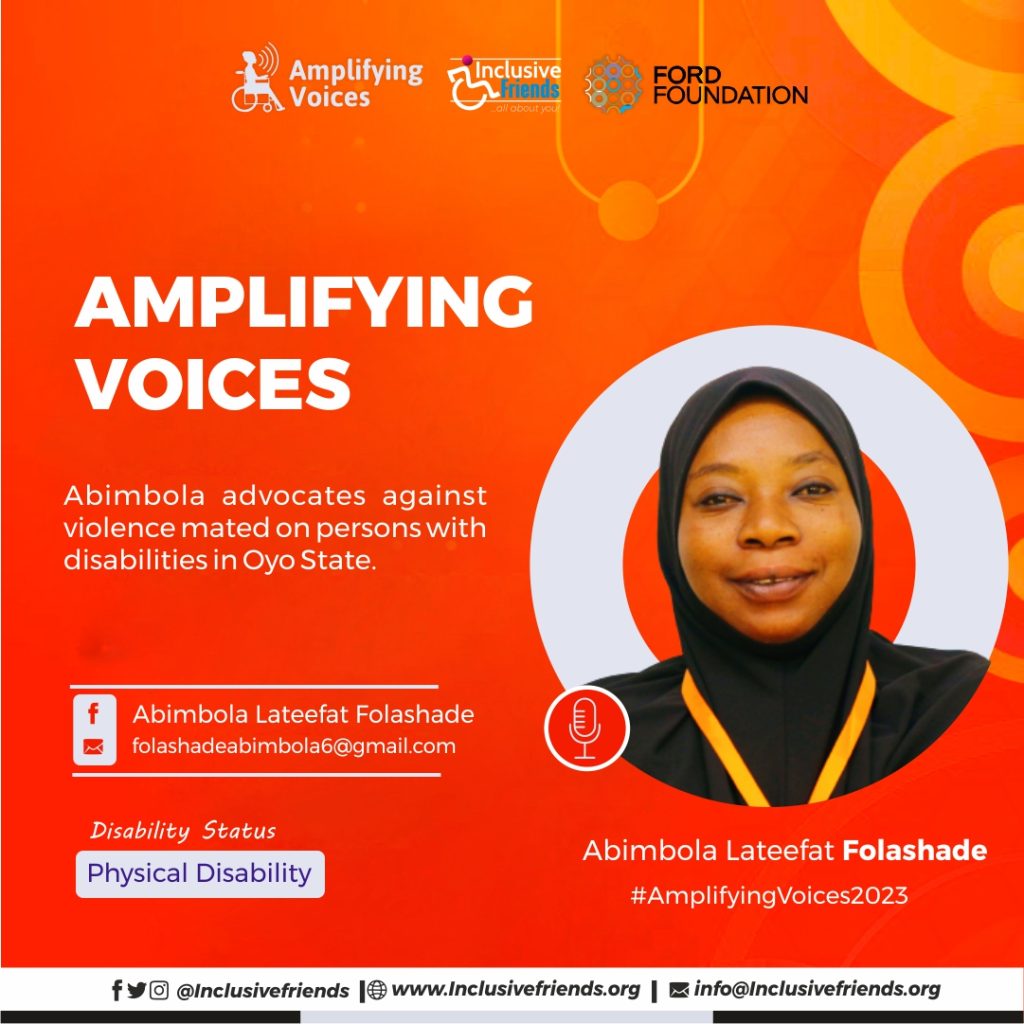 Amplifying
Voices
Inclusive
Friends
...all about you!
FORD
FOUNDATION
AMPLIFYING
VOICES
Abimbola advocates against
violence mated on persons with
disabilities in Oyo State.
Abimbola Lateefat Folashade
folashadeabimbola6@gmail.com
Disability Status
Physical Disability
Abimbola Lateefat Folashade
#AmplifyingVoices2023
@Inclusivefriends | www.Inclusivefriends.org | info@Inclusivefriends.org